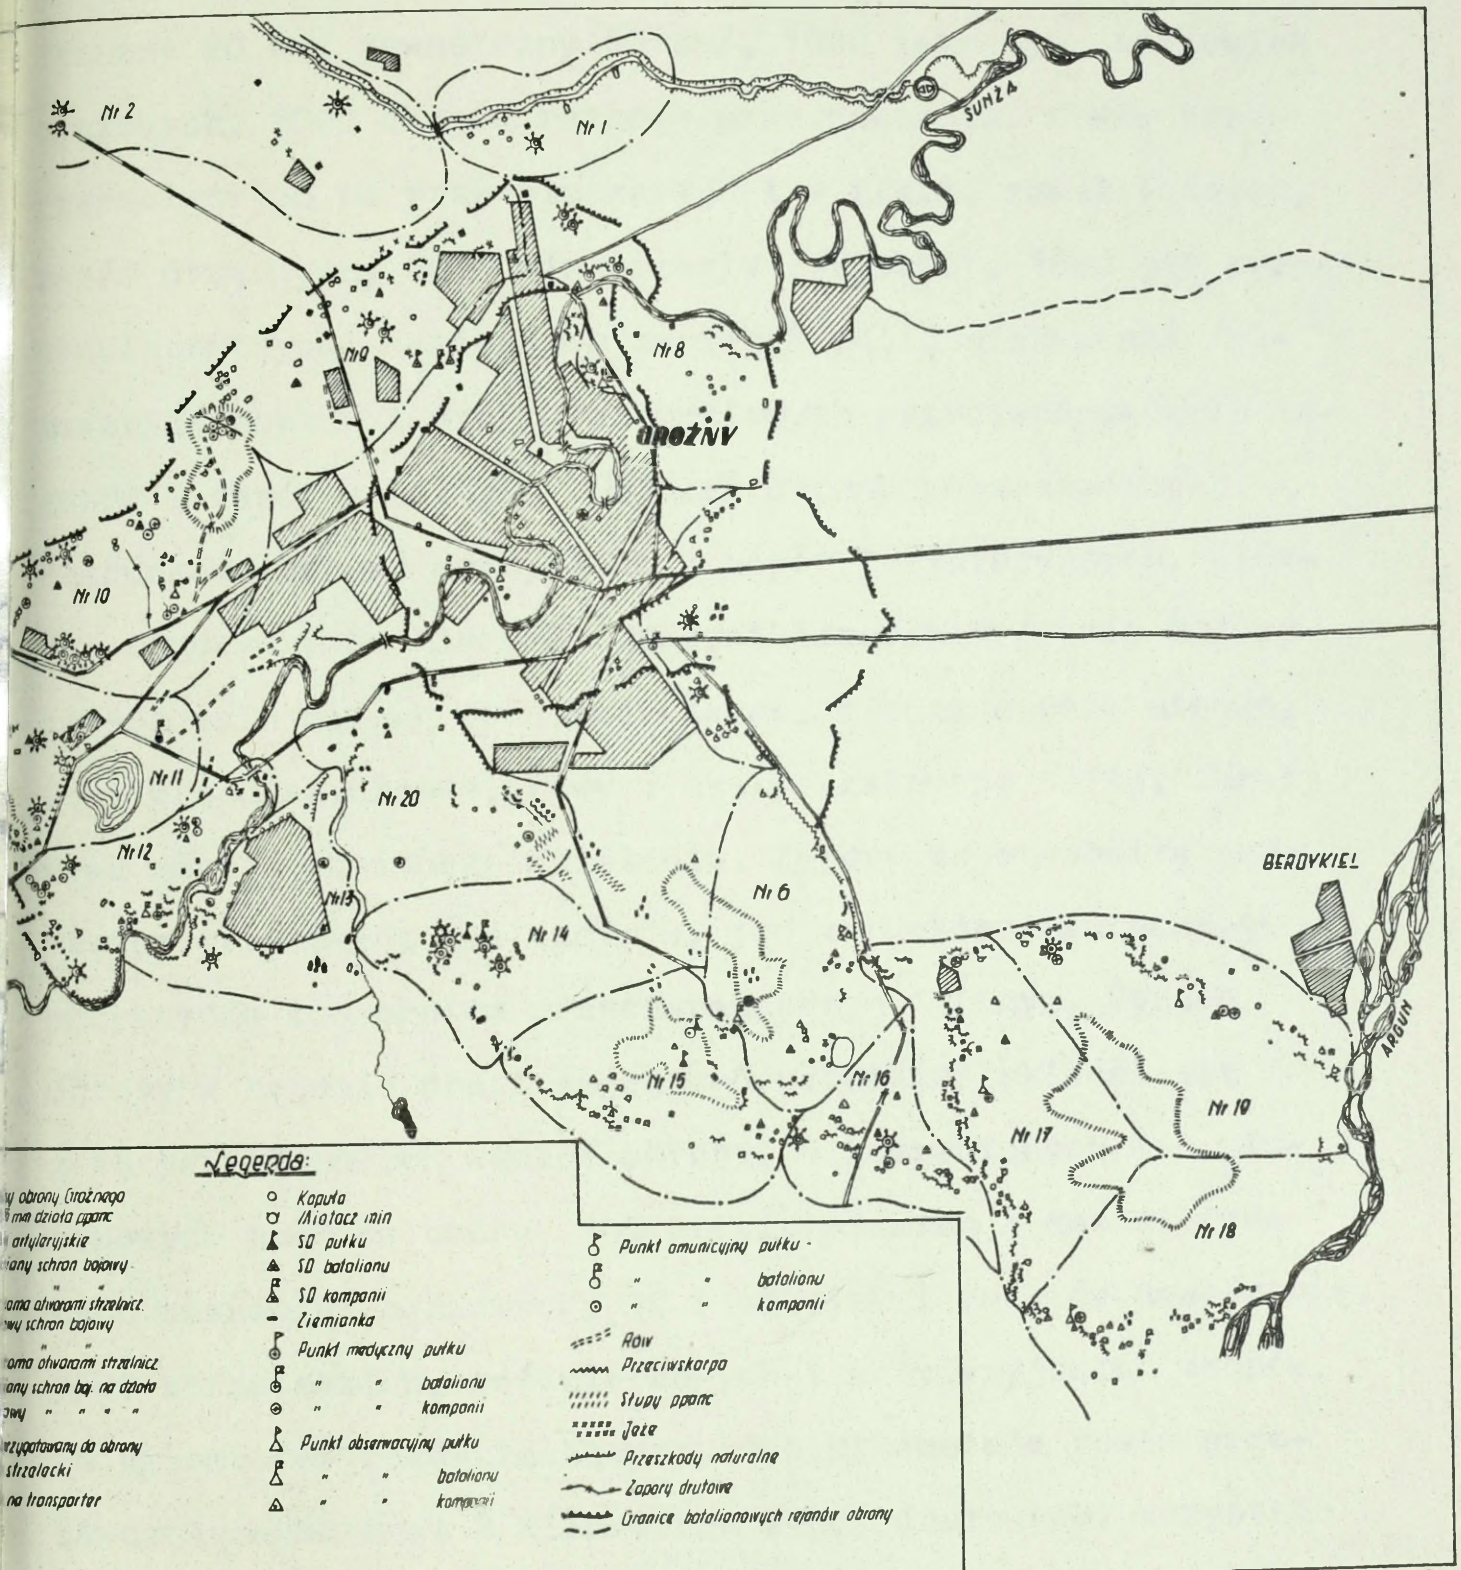 Nr 2
Nr 1
SUNŻA
Nr 9
Nr 8
GROŹNY
Nr 10
Nr 11
Nr 20
Nr 12
Nr 13
Nr 14
Nr 6
BERDYKIEL
ARGUN
Nr 15
Nr 16
Nr 17
Nr 19
Nr 18
Legenda:
obrony Groźnego
mm działa ppanc
artyleryjskie
schron bojowy
" "
otworami strzelnicz.
schron bojowy
" "
otworami strzelnicz.
schron boj. na działa
" " " "
do obrony
strzelecki
na transporter
Kopuła
Miotacz min
SD pułku
SD batalionu
SD kompanii
Ziemianka
Punkt medyczny pułku
" " batalionu
" " kompanii
Punkt obserwacyjny pułku
" " batalionu
" " kompanii
Punkt amunicyjny pułku -
" " batalionu
" " kompanii
Rów
Przeciwskarpa
Słupy ppanc
Jeże
Przeszkody naturalne
Zapory drutowe
Granice batalionowych rejonów obrony